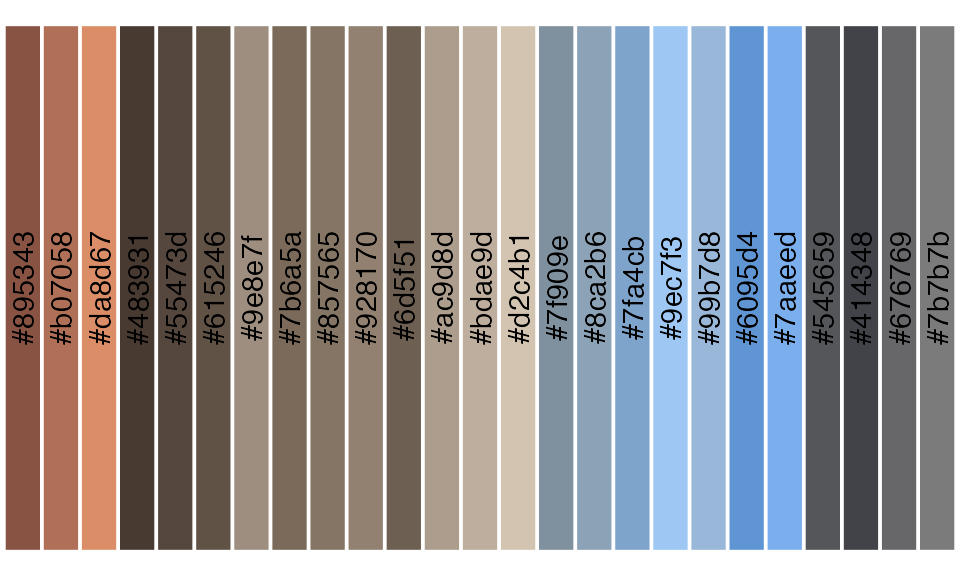 #895343
#b07058
#da8d67
#483931
#55473d
#615246
#9e8e7f
#7b6a5a
#857565
#928170
#6d5f51
#ac9d8d
#bdae9d
#d2c4b1
#7f909e
#8ca2b6
#7fa4cb
#9ec7f3
#99b7d8
#6095d4
#7aaeed
#545659
#414348
#676769
#7b7b7b